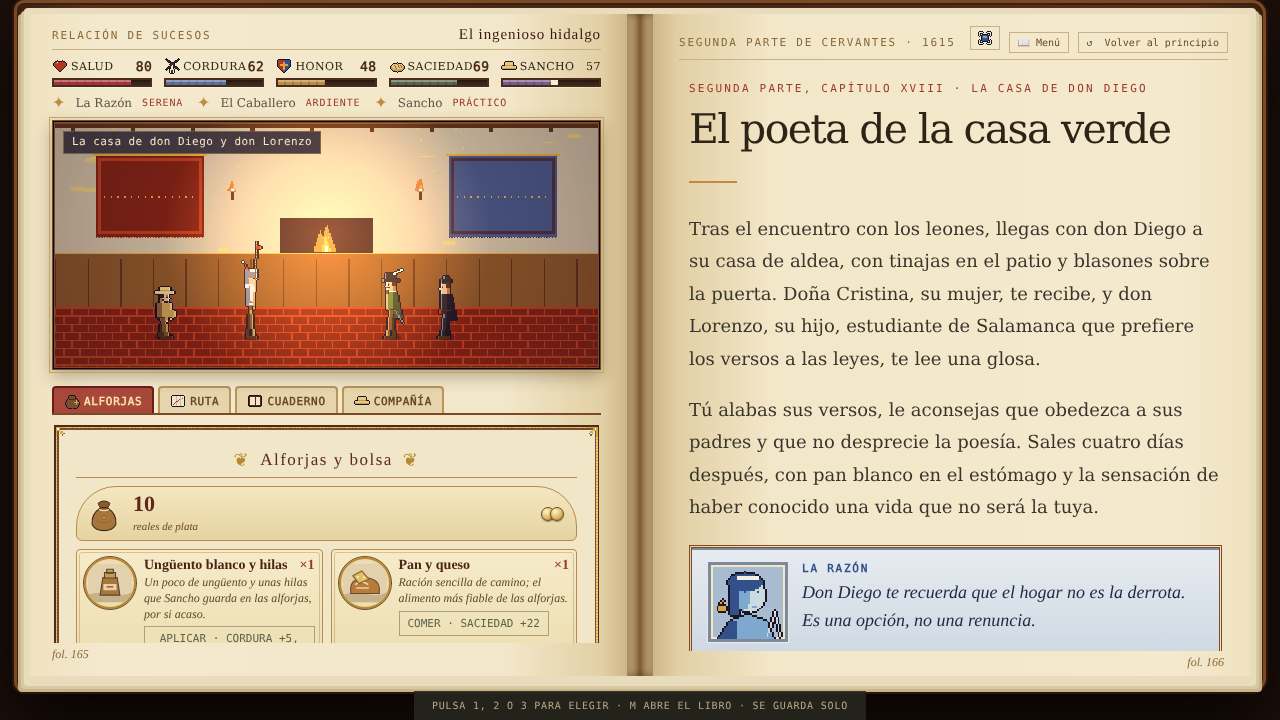 RELACIÓN DE SUCESOS
El ingenioso hidalgo
SALUD 80
CORDURA 62
HONOR 48
SACIEDAD 69
SANCHO 57
La Razón SERENA
El Caballero ARDIENTE
Sancho PRÁCTICO
La casa de don Diego y don Lorenzo
ALFORJAS
RUTA
CUADERNO
COMPAÑÍA
Alforjas y bolsa
10
reales de plata
Ungüento blanco y hilas ×1
Un poco de ungüento y unas hilas
que Sancho guarda en las alforjas,
por si acaso.
APLICAR · CORDURA +5,
Pan y queso ×1
Ración sencilla de camino; el
alimento más fiable de las alforjas.
COMER · SACIEDAD +22
fol. 165
SEGUNDA PARTE DE CERVANTES · 1615
Menú
Volver al principio
SEGUNDA PARTE, CAPÍTULO XVIII · LA CASA DE DON DIEGO
El poeta de la casa verde
Tras el encuentro con los leones, llegas con don Diego a
su casa de aldea, con tinajas en el patio y blasones sobre
la puerta. Doña Cristina, su mujer, te recibe, y don
Lorenzo, su hijo, estudiante de Salamanca que prefiere
los versos a las leyes, te lee una glosa.
Tú alabas sus versos, le aconsejas que obedezca a sus
padres y que no desprecie la poesía. Sales cuatro días
después, con pan blanco en el estómago y la sensación de
haber conocido una vida que no será la tuya.
LA RAZÓN
Don Diego te recuerda que el hogar no es la derrota.
Es una opción, no una renuncia.
fol. 166
PULSA 1, 2 O 3 PARA ELEGIR · M ABRE EL LIBRO · SE GUARDA SOLO